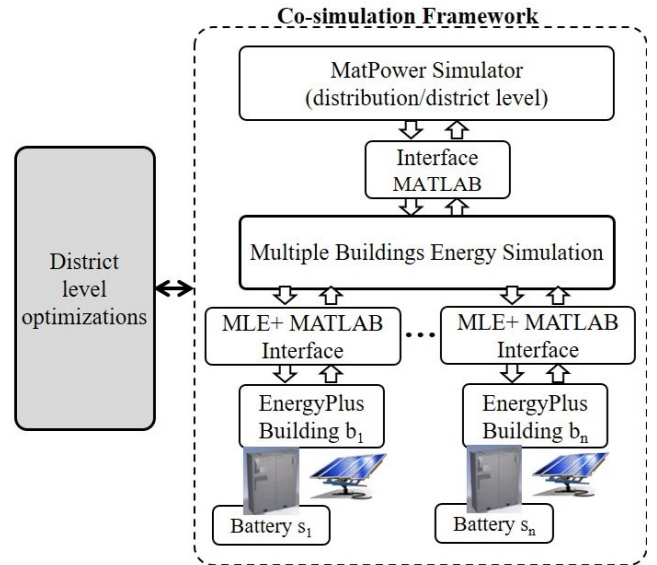 Co-simulation Framework
MatPower Simulator
(distribution/district level)
Interface
MATLAB
Multiple Buildings Energy Simulation
District
level
optimizations
MLE+ MATLAB
Interface
...
MLE+ MATLAB
Interface
EnergyPlus
Building b₁
EnergyPlus
Building bₙ
Battery s₁
Battery sₙ